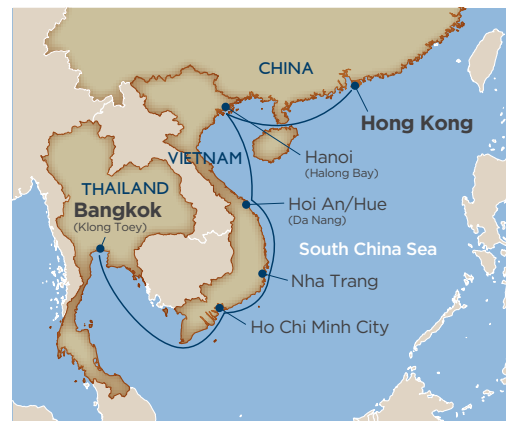 CHINA
Hong Kong
Hanoi
(Halong Bay)
VIETNAM
THAILAND
Bangkok
(Klong Toey)
Hoi An/Hue
(Da Nang)
South China Sea
Nha Trang
Ho Chi Minh City